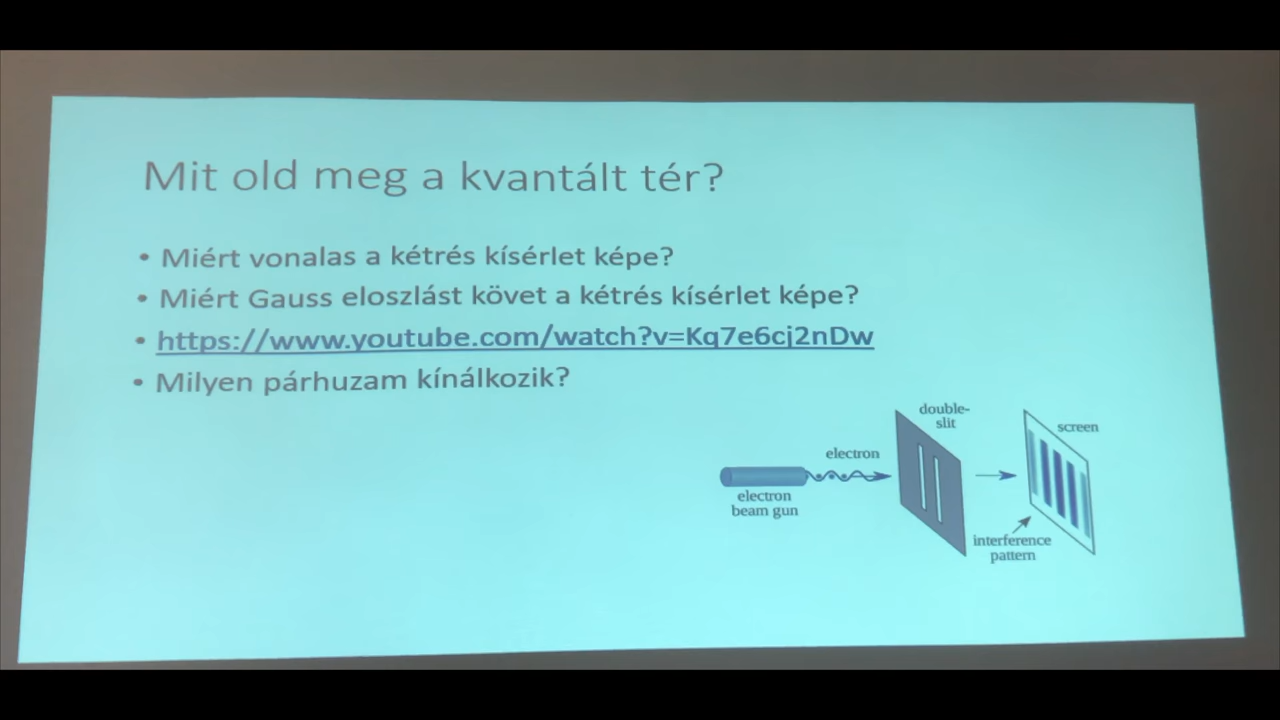 Mit old meg a kvantált tér?
• Miért vonalas a kétrés kísérlet képe?
• Miért Gauss eloszlást követ a kétrés kísérlet képe?
• https://www.youtube.com/watch?v=Kq7e6cj2nDw
• Milyen párhuzam kínálkozik?
double-
slit
screen
electron
electron
beam gun
interference
pattern